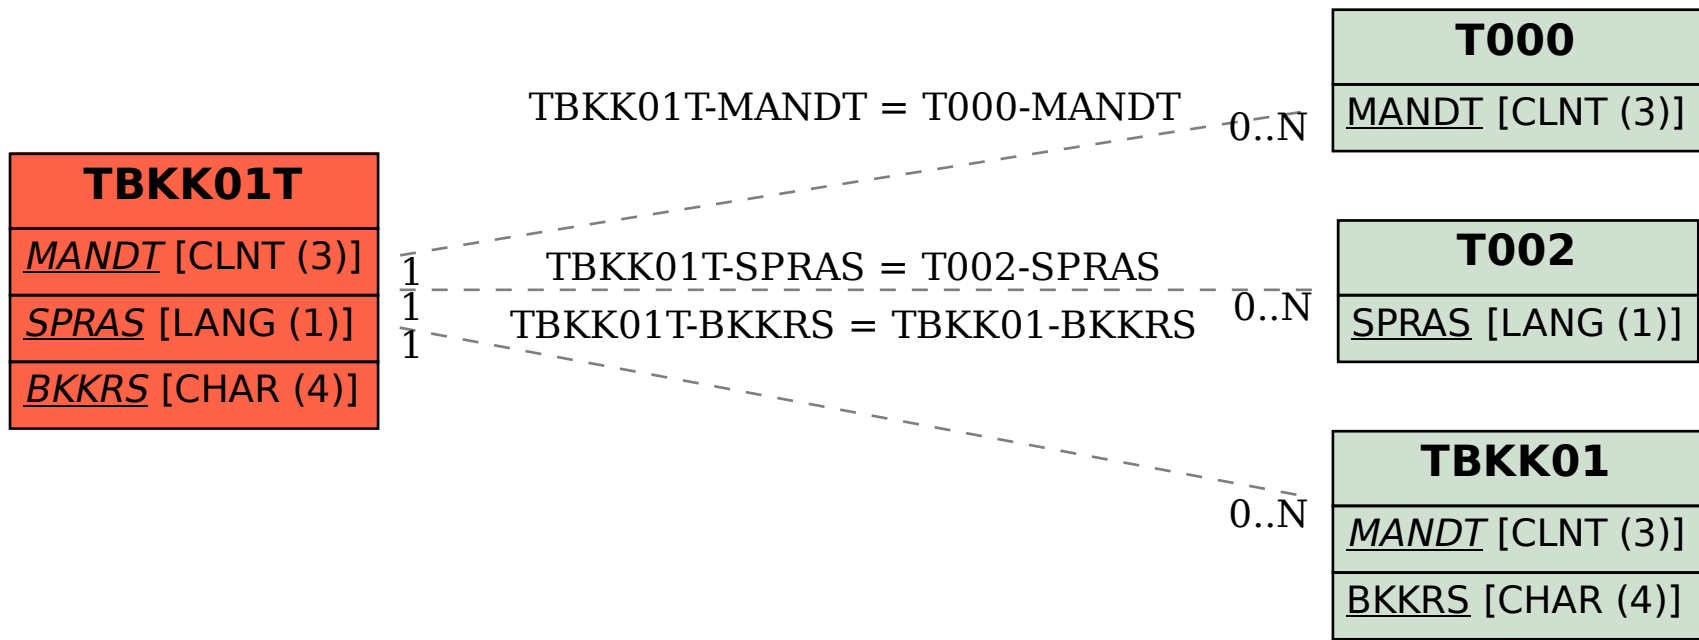 TBKK01T
MANDT [CLNT (3)]
SPRAS [LANG (1)]
BKKRS [CHAR (4)]
TBKK01T-MANDT = T000-MANDT
1
0..N
TBKK01T-SPRAS = T002-SPRAS
1
0..N
TBKK01T-BKKRS = TBKK01-BKKRS
1
0..N
T000
MANDT [CLNT (3)]
T002
SPRAS [LANG (1)]
TBKK01
MANDT [CLNT (3)]
BKKRS [CHAR (4)]